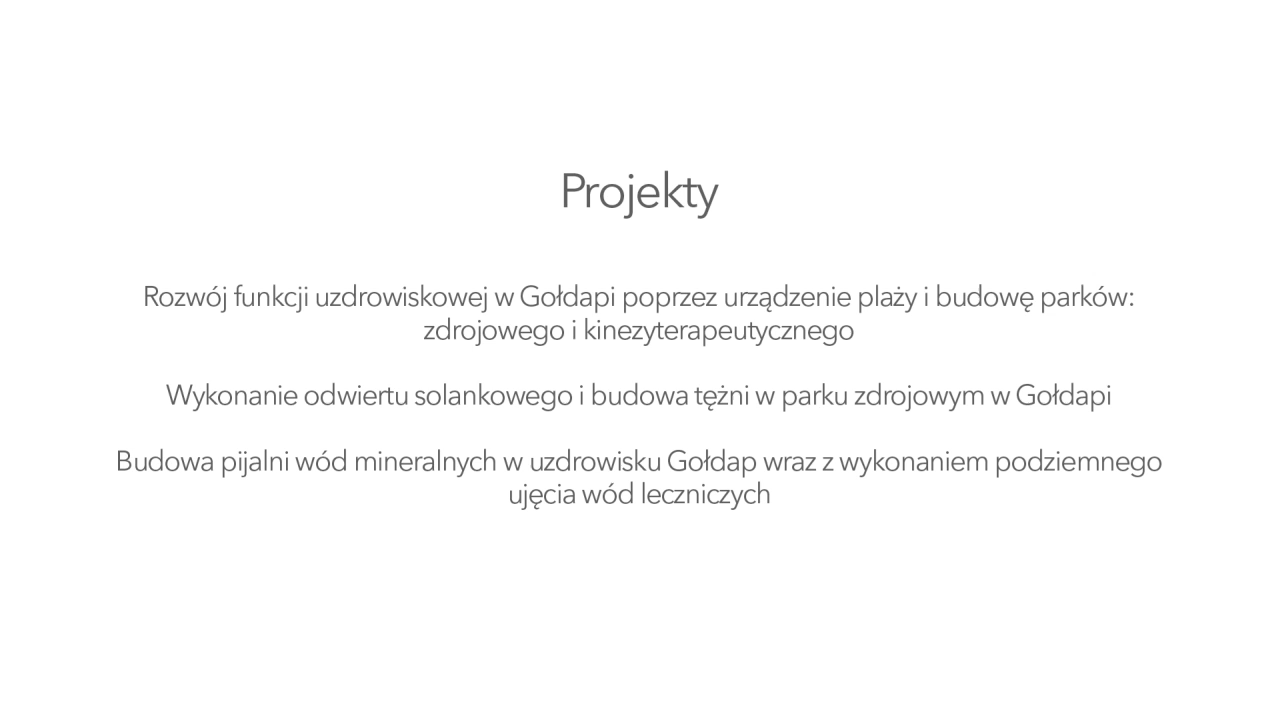 Projekty
Rozwój funkcji uzdrowiskowej w Gołdapi poprzez urządzenie plaży i budowę parków:
zdrojowego i kinezyterapeutycznego
Wykonanie odwiertu solankowego i budowa tężni w parku zdrojowym w Gołdapi
Budowa pijalni wód mineralnych w uzdrowisku Gołdap wraz z wykonaniem podziemnego
ujęcia wód leczniczych